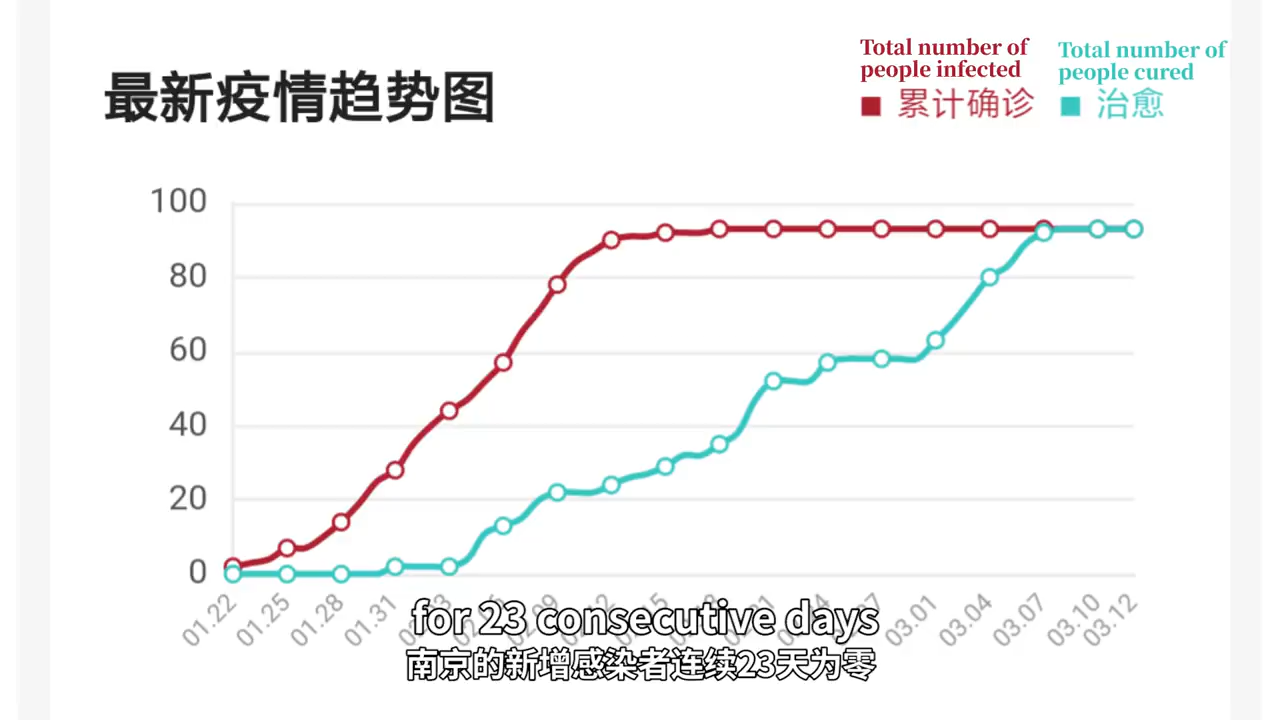 Total number of
people infected
Total number of
people cured
最新疫情趋势图
■ 累计确诊
■ 治愈
100
80
60
40
20
0
01.22
01.25
01.28
01.31
03.01
03.04
03.07
03.10
03.12
for 23 consecutive days
南京的新增感染者连续23天为零